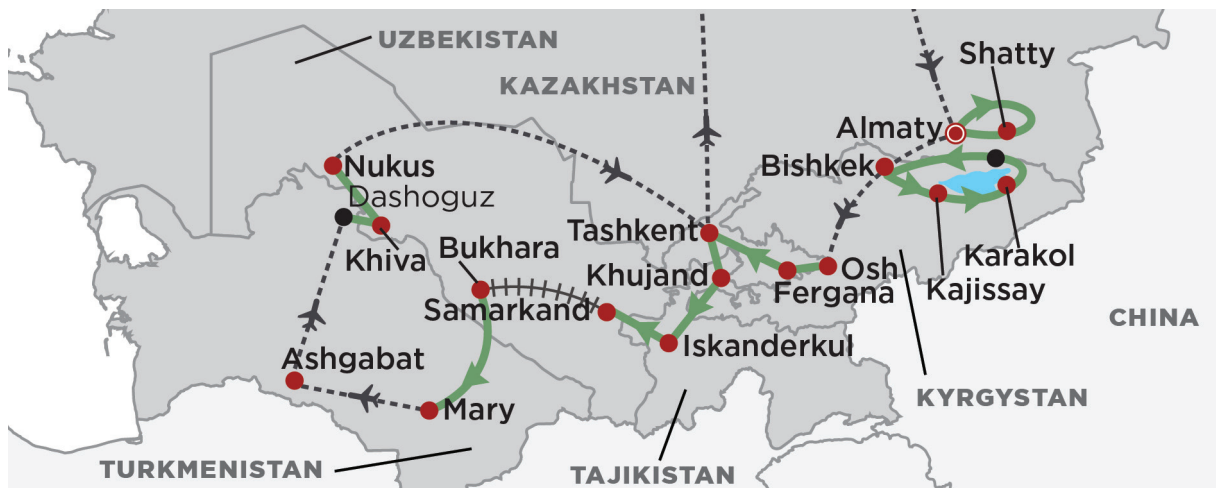 UZBEKISTAN
KAZAKHSTAN
Shatty
Almaty
Bishkek
Nukus
Dashoguz
Khiva
Bukhara
Tashkent
Khujand
Osh
Fergana
Karakol
Kajissay
Samarkand
Iskanderkul
CHINA
Ashgabat
Mary
KYRGYSTAN
TURKMENISTAN
TAJIKISTAN